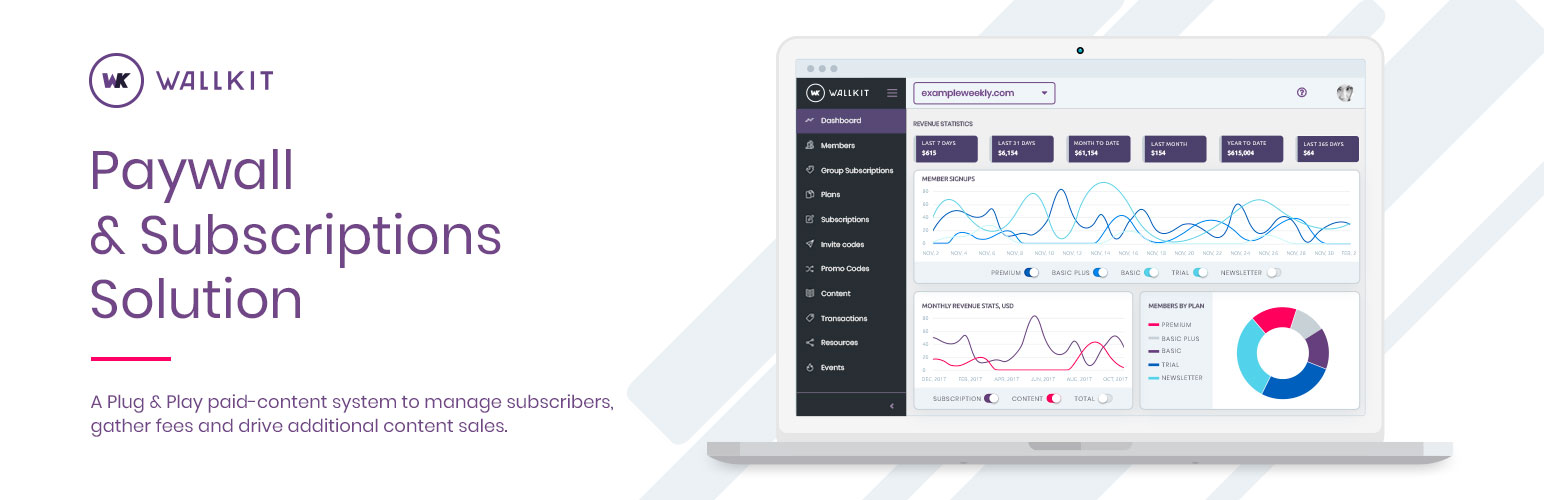 WK WALLKIT
Paywall
& Subscriptions
Solution
A Plug & Play paid-content system to manage subscribers,
gather fees and drive additional content sales.
WK WALLKIT
exampleweekly.com
?
Dashboard
Members
Group Subscriptions
Plans
Subscriptions
Invite codes
Promo Codes
Content
Transactions
Resources
Events
REVENUE STATISTICS
LAST 7 DAYS
$615
LAST 31 DAYS
$6,154
MONTH TO DATE
$61,154
LAST MONTH
$154
YEAR TO DATE
$615,004
LAST 365 DAYS
$64
MEMBER SIGNUPS
80
60
40
20
0
NOV, 2 NOV, 4 NOV, 6 NOV, 8 NOV, 10 NOV, 12 NOV, 14 NOV, 16 NOV, 18 NOV, 20 NOV, 22 NOV, 24 NOV, 26 NOV, 28 NOV, 30 FEB, 2
PREMIUM BASIC PLUS BASIC TRIAL NEWSLETTER
MONTHLY REVENUE STATS, USD
80
60
40
20
0
DEC, 2017 FEB, 2017 APR, 2017 JUN, 2017 AUG, 2017 OCT, 2017
SUBSCRIPTION CONTENT TOTAL
MEMBERS BY PLAN
PREMIUM
BASIC PLUS
BASIC
TRIAL
NEWSLETTER